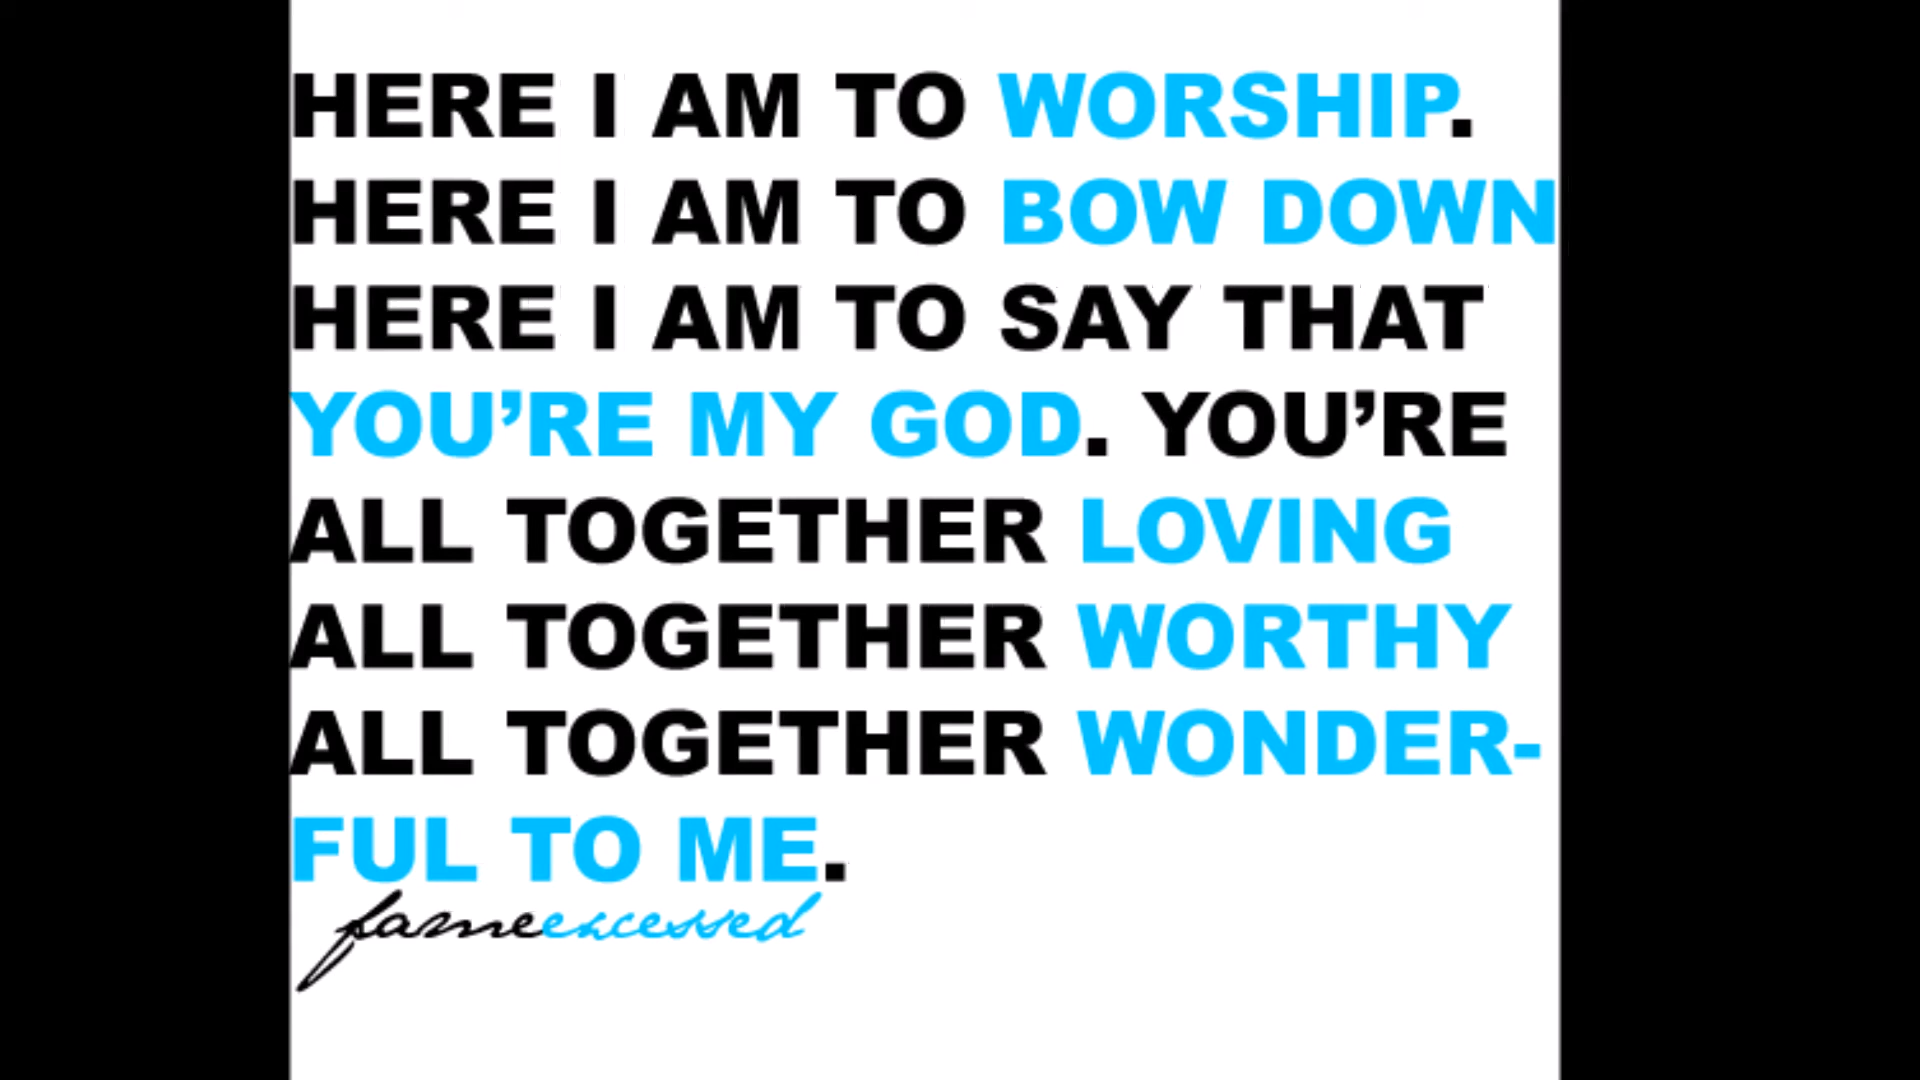 HERE I AM TO WORSHIP.
HERE I AM TO BOW DOWN
HERE I AM TO SAY THAT
YOU’RE MY GOD. YOU’RE
ALL TOGETHER LOVING
ALL TOGETHER WORTHY
ALL TOGETHER WONDER-
FUL TO ME.
fameexcessed